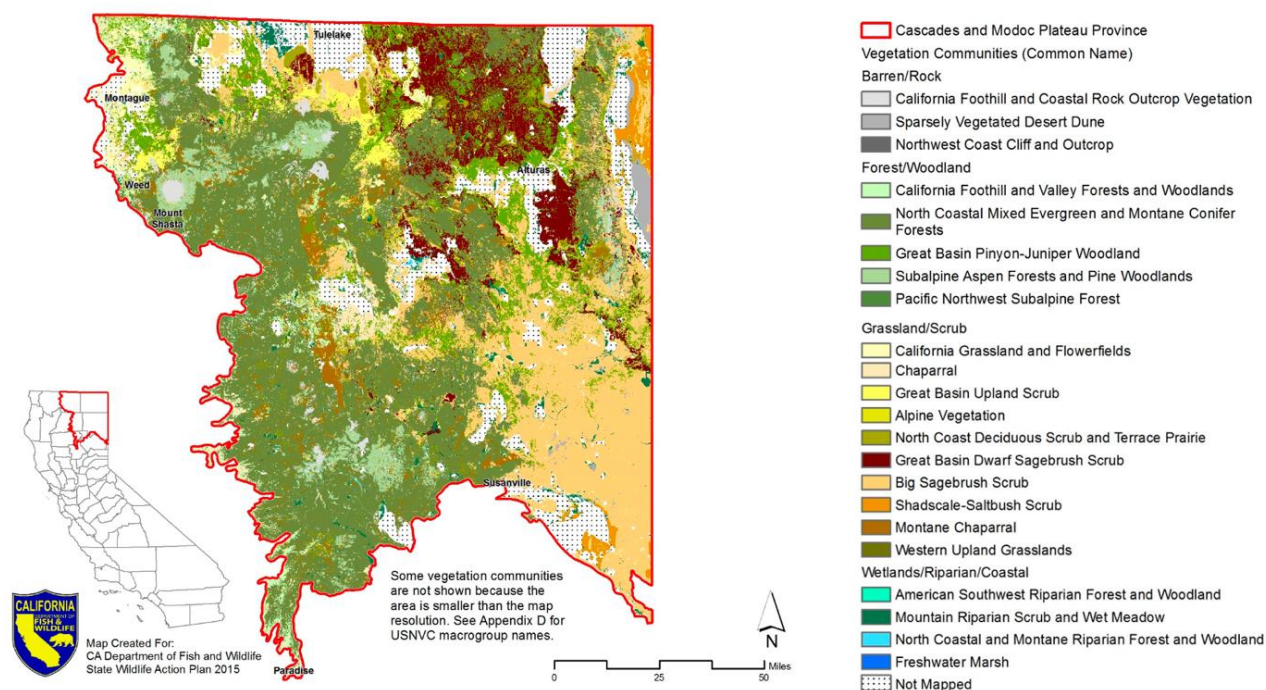 Tulelake
Montague
Alturas
Weed
Mount
Shasta
Susanville
Paradise
Some vegetation communities
are not shown because the
area is smaller than the map
resolution. See Appendix D for
USNVC macrogroup names.
CALIFORNIA
DEPARTMENT OF
FISH &
WILDLIFE
Map Created For:
CA Department of Fish and Wildlife
State Wildlife Action Plan 2015
N
0 25 50 Miles
Cascades and Modoc Plateau Province
Vegetation Communities (Common Name)
Barren/Rock
California Foothill and Coastal Rock Outcrop Vegetation
Sparsely Vegetated Desert Dune
Northwest Coast Cliff and Outcrop
Forest/Woodland
California Foothill and Valley Forests and Woodlands
North Coastal Mixed Evergreen and Montane Conifer
Forests
Great Basin Pinyon-Juniper Woodland
Subalpine Aspen Forests and Pine Woodlands
Pacific Northwest Subalpine Forest
Grassland/Scrub
California Grassland and Flowerfields
Chaparral
Great Basin Upland Scrub
Alpine Vegetation
North Coast Deciduous Scrub and Terrace Prairie
Great Basin Dwarf Sagebrush Scrub
Big Sagebrush Scrub
Shadscale-Saltbush Scrub
Montane Chaparral
Western Upland Grasslands
Wetlands/Riparian/Coastal
American Southwest Riparian Forest and Woodland
Mountain Riparian Scrub and Wet Meadow
North Coastal and Montane Riparian Forest and Woodland
Freshwater Marsh
Not Mapped